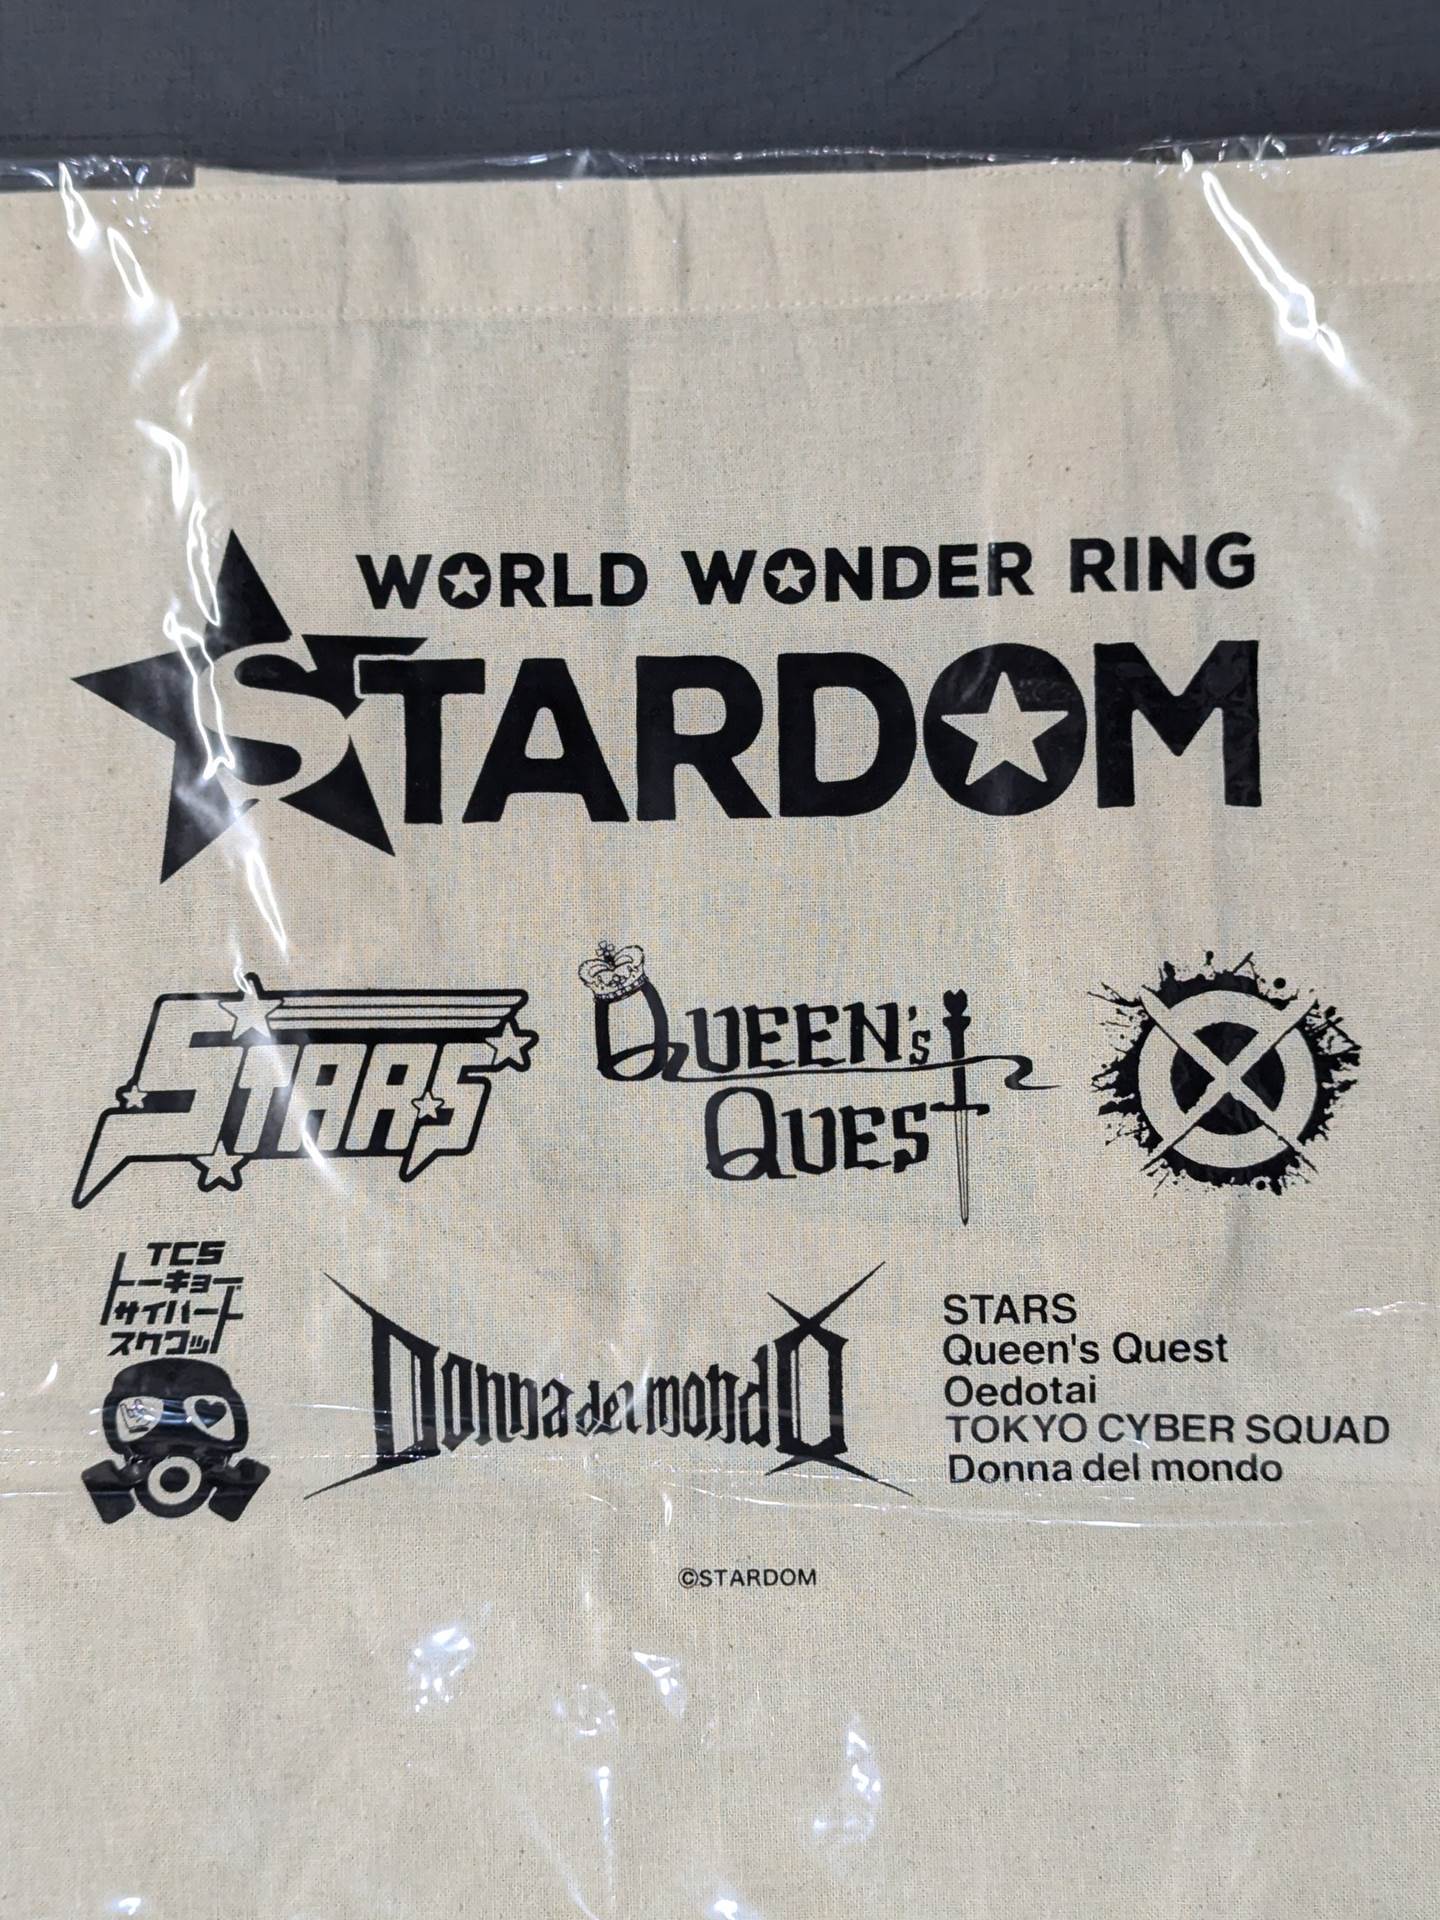 WORLD WONDER RING
STARDOM
STARS
QUEEN'S
QUEST
TCS
トーキョー
サイバー
スクワッド
Donna del mondo
STARS
Queen's Quest
Oedotai
TOKYO CYBER SQUAD
Donna del mondo
©STARDOM